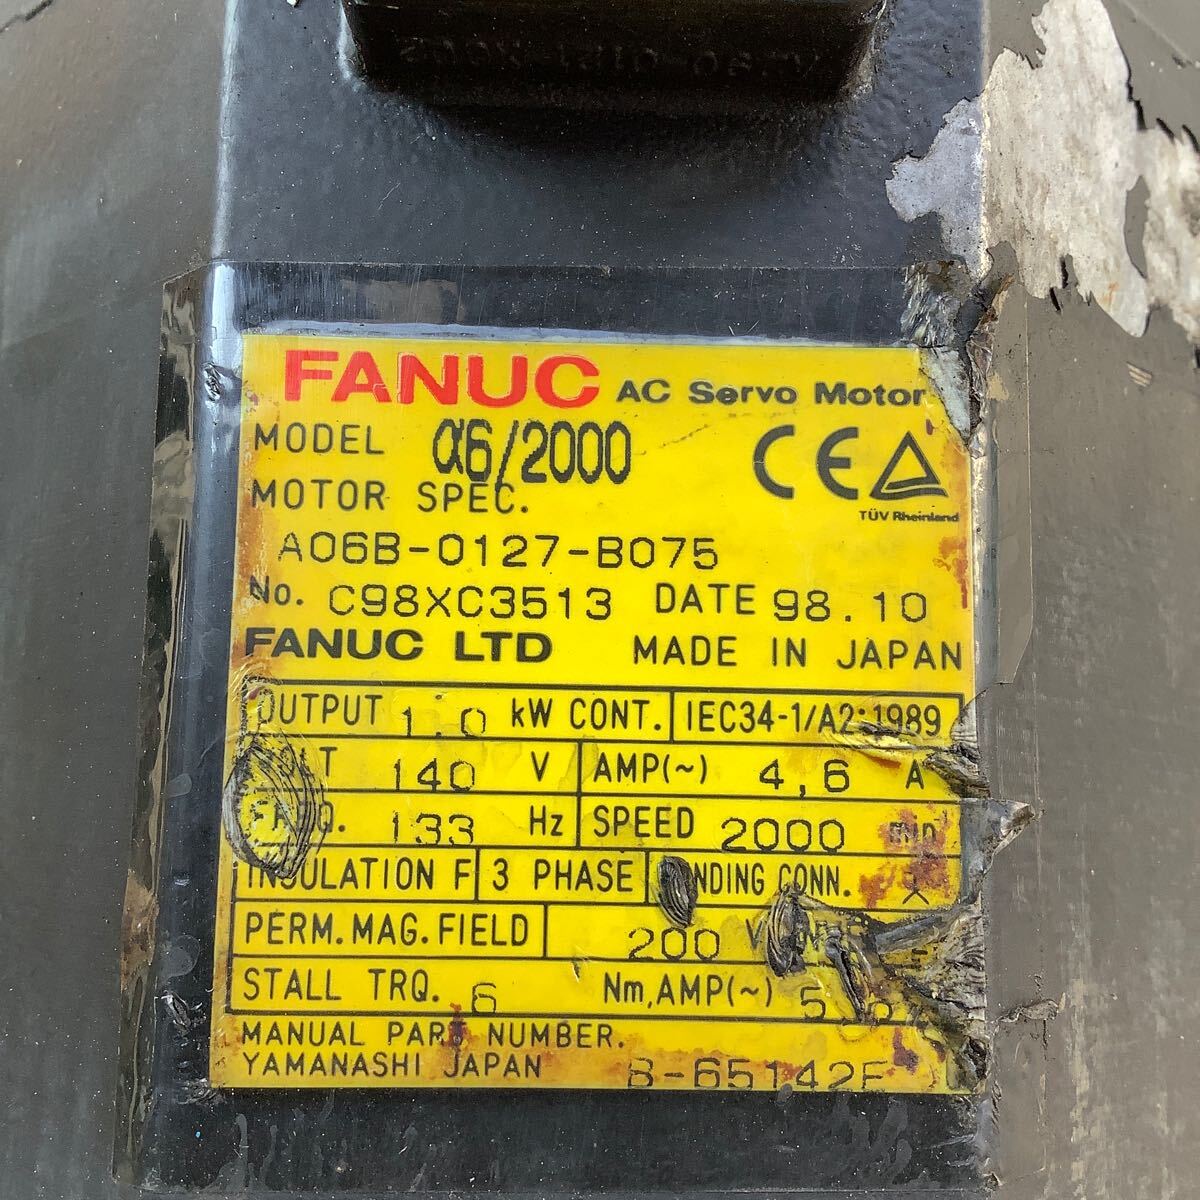 FANUC AC Servo Motor
MODEL α6/2000
CE
TÜV Rheinland
MOTOR SPEC.
A06B-0127-B075
No. C98XC3513 DATE 98.10
FANUC LTD MADE IN JAPAN
OUTPUT 1.0 kW CONT. IEC34-1/A2:1989
140 V AMP(~) 4,6 A
133 Hz SPEED 2000
INSULATION F 3 PHASE CONN.
PERM.MAG.FIELD 200
STALL TRQ. 6 Nm,AMP(~)
MANUAL PART NUMBER.
YAMANASHI JAPAN B-65142E